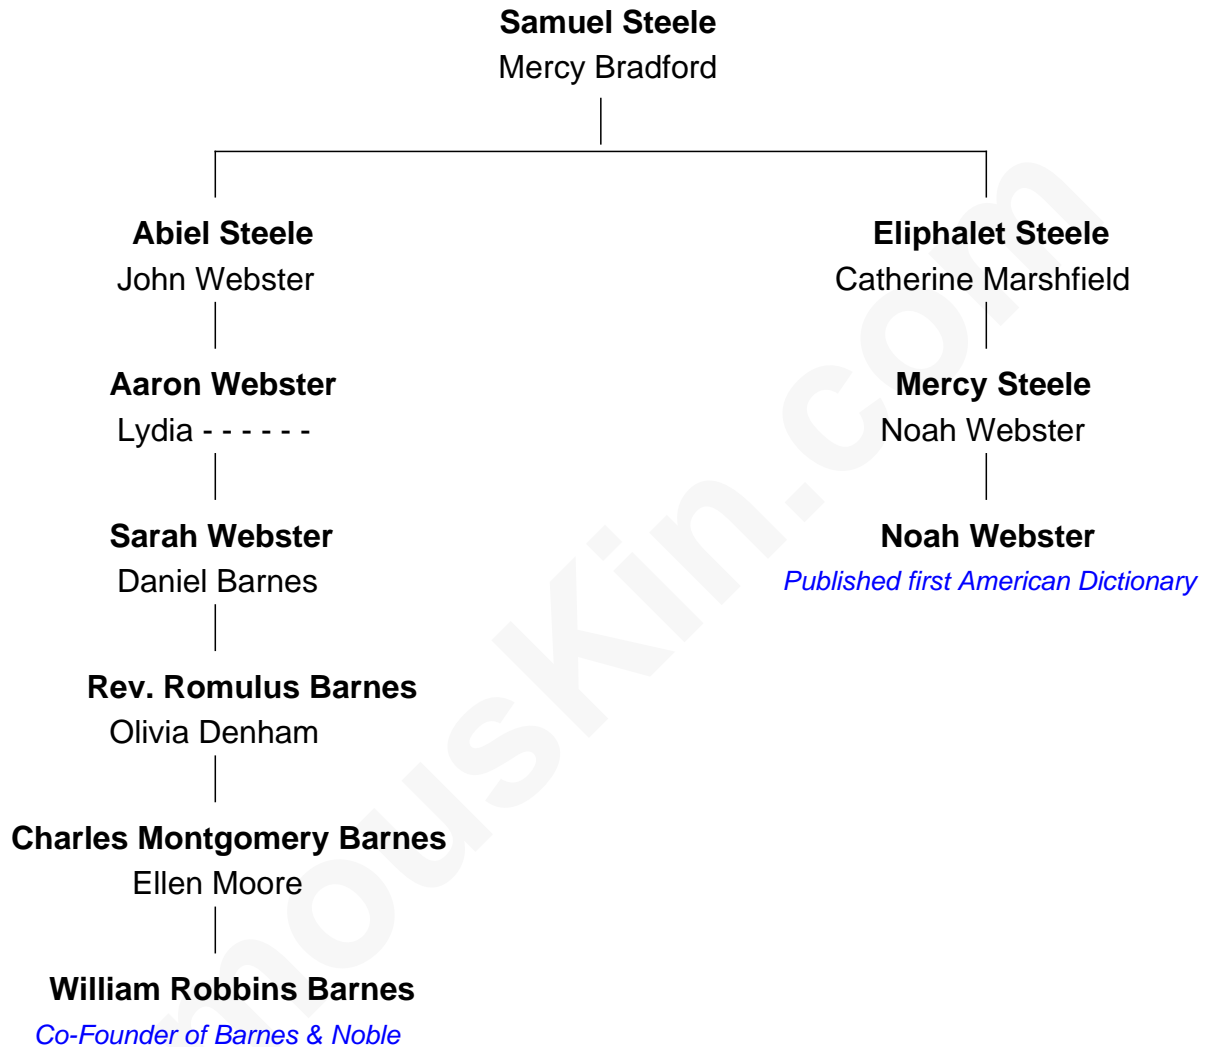 Samuel Steele
Mercy Bradford
Abiel Steele
John Webster
Aaron Webster
Lydia - - - - - -
Sarah Webster
Daniel Barnes
Rev. Romulus Barnes
Olivia Denham
Charles Montgomery Barnes
Ellen Moore
William Robbins Barnes
Co-Founder of Barnes & Noble
Eliphalet Steele
Catherine Marshfield
Mercy Steele
Noah Webster
Noah Webster
Published first American Dictionary
mousKin.com